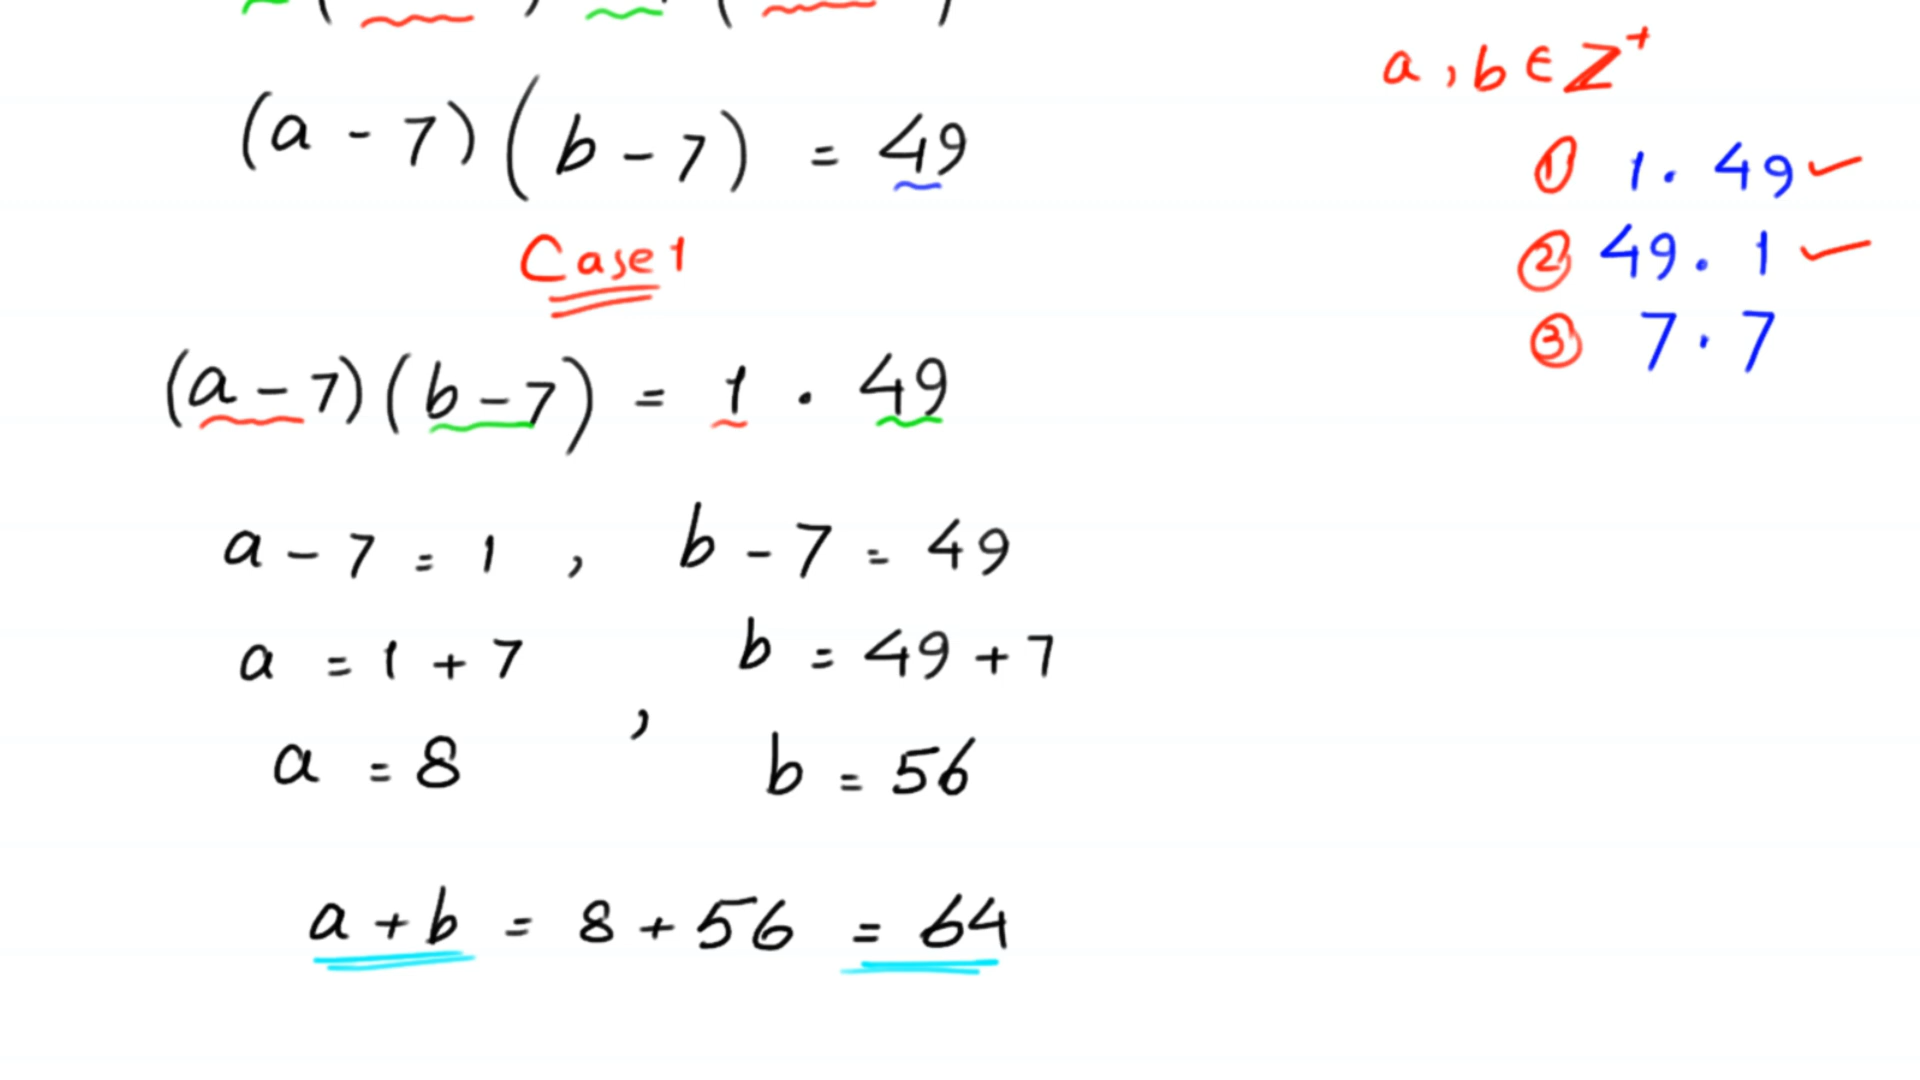 (a - 7)(b - 7) = 49
Case 1
(a - 7)(b - 7) = 1 . 49
a - 7 = 1 , b - 7 = 49
a = 1 + 7 , b = 49 + 7
a = 8 b = 56
a + b = 8 + 56 = 64
a , b ∈ Z⁺
① 1 . 49 ✓
② 49 . 1 ✓
③ 7 . 7